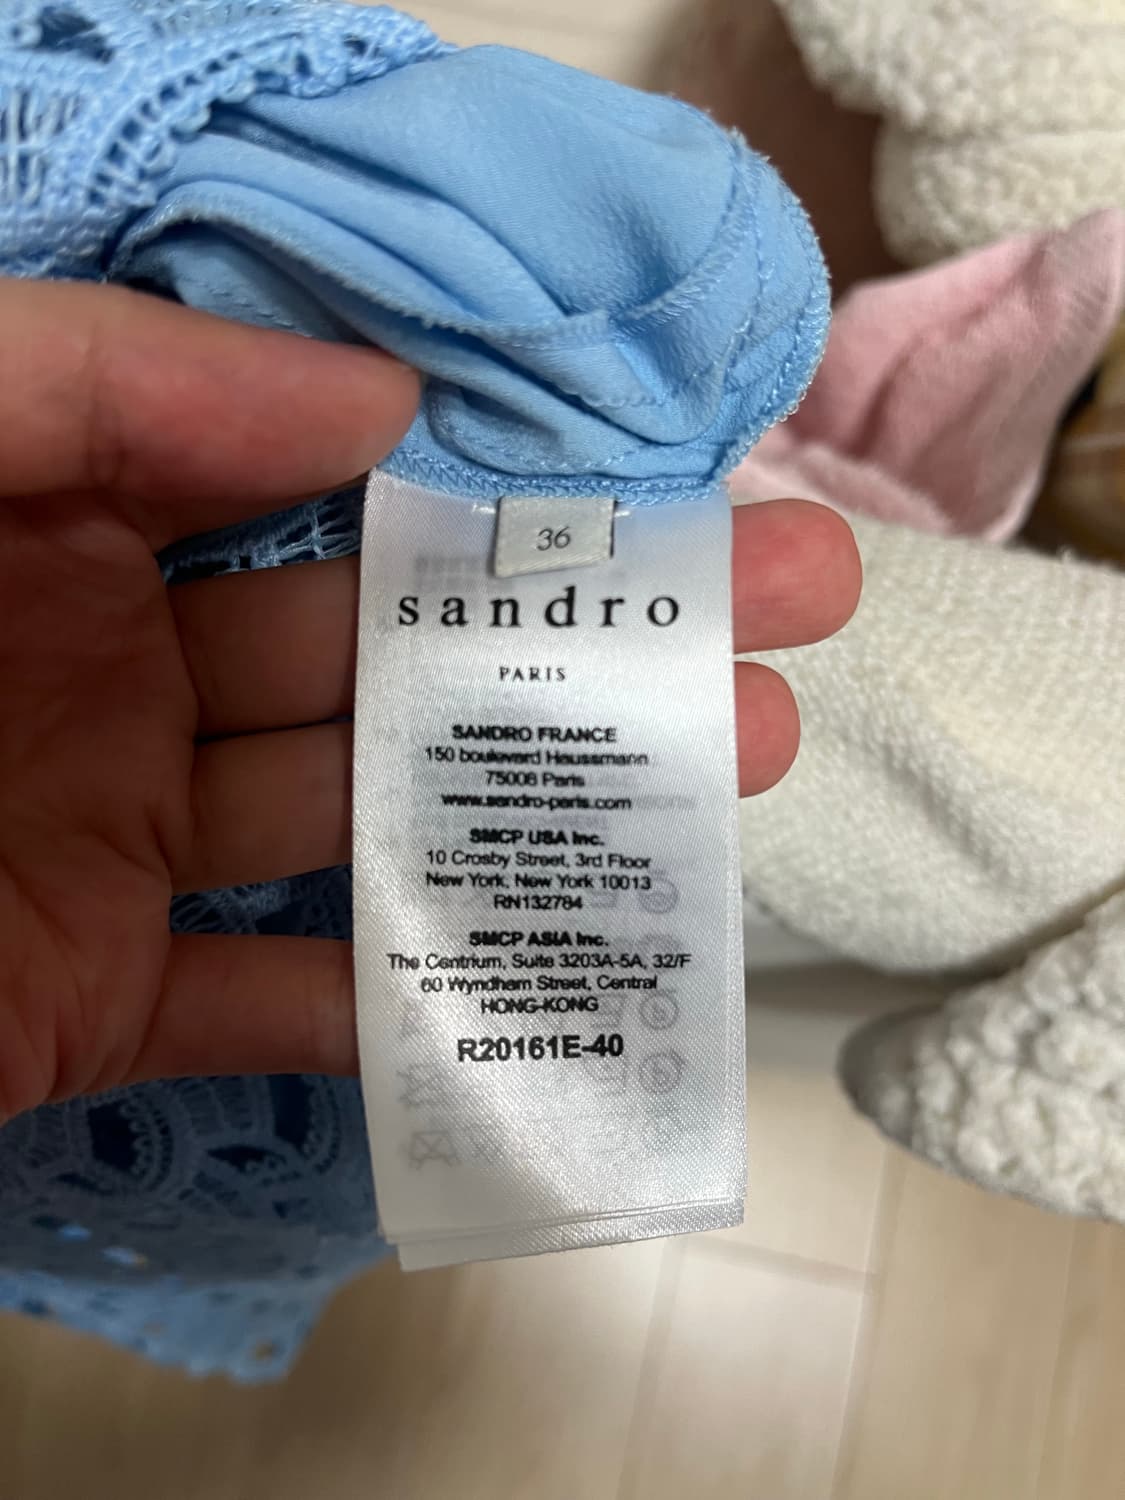 36
sandro
PARIS
SANDRO FRANCE
150 boulevard Haussmann
75008 Paris
www.sandro-paris.com
SMCP USA Inc.
10 Crosby Street, 3rd Floor
New York, New York 10013
RN132784
SMCP ASIA Inc.
The Centrium, Suite 3203A-5A, 32/F
60 Wyndham Street, Central
HONG-KONG
R20161E-40